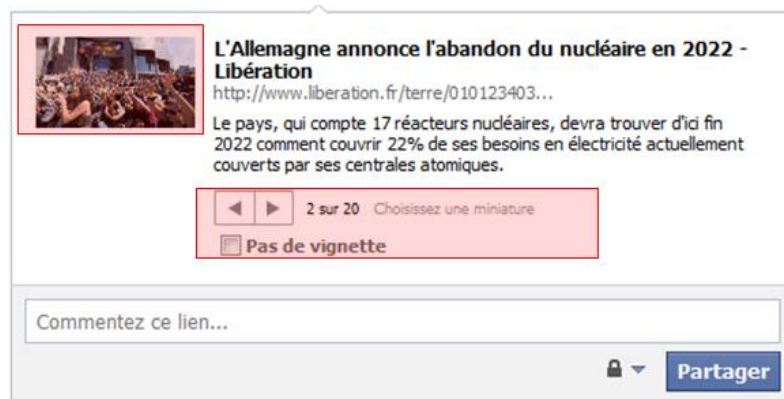 L'Allemagne annonce l'abandon du nucléaire en 2022 -
Libération
http://www.liberation.fr/terre/010123403...
Le pays, qui compte 17 réacteurs nucléaires, devra trouver d'ici fin
2022 comment couvrir 22% de ses besoins en électricité actuellement
couverts par ses centrales atomiques.
2 sur 20 Choisissez une miniature
Pas de vignette
Commentez ce lien...
Partager